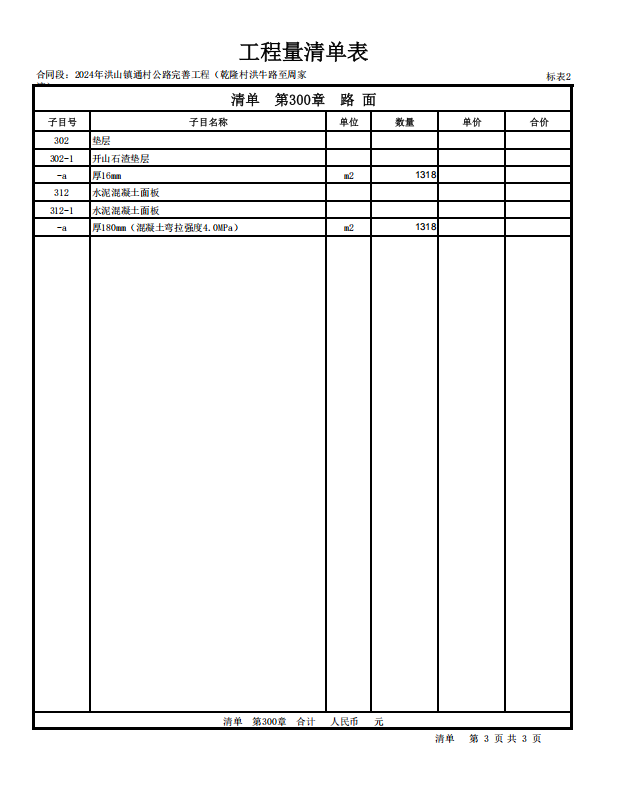 工程量清单表
合同段：2024年洪山镇通村公路完善工程（乾隆村洪牛路至周家
标表2
清单 第300章 路 面
子目号 子目名称 单位 数量 单价 合价
302 垫层
302-1 开山石渣垫层
-a 厚16mm m2 1318
312 水泥混凝土面板
312-1 水泥混凝土面板
-a 厚180mm（混凝土弯拉强度4.0MPa） m2 1318
清单 第300章 合计 人民币 元
清单 第 3 页 共 3 页